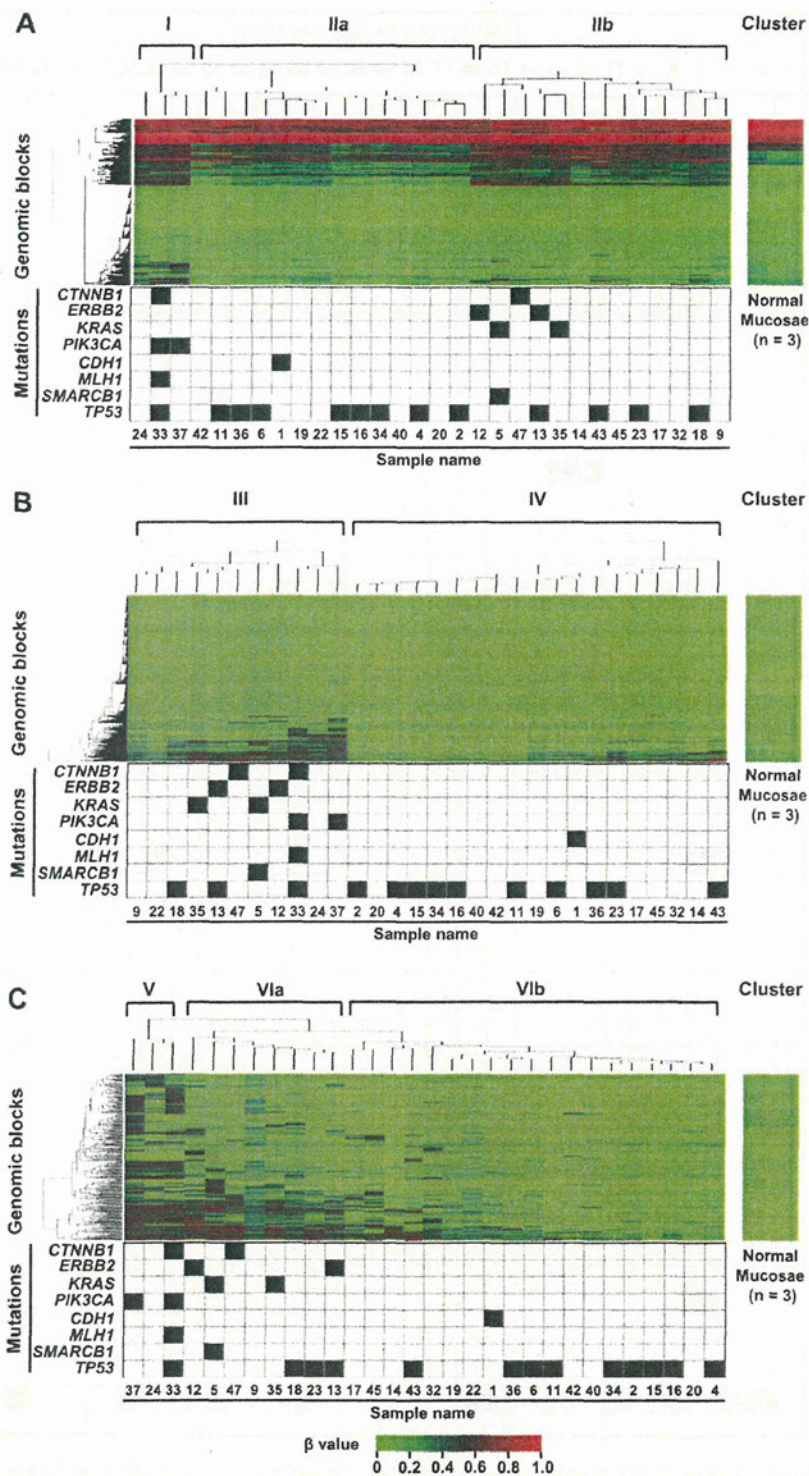 A
I IIa IIb Cluster
Genomic blocks
Mutations
CTNNB1
ERBB2
KRAS
PIK3CA
CDH1
MLH1
SMARCB1
TP53
Normal
Mucosae
(n = 3)
24 33 37 42 11 36 6 1 19 22 15 16 34 40 4 20 2 12 5 47 13 35 14 43 45 23 17 32 18 9
Sample name
B
III IV Cluster
Genomic blocks
Mutations
CTNNB1
ERBB2
KRAS
PIK3CA
CDH1
MLH1
SMARCB1
TP53
Normal
Mucosae
(n = 3)
9 22 18 35 13 47 5 12 33 24 37 2 20 4 15 34 16 40 42 11 19 6 1 36 23 17 45 32 14 43
Sample name
C
V VIa VIb Cluster
Genomic blocks
Mutations
CTNNB1
ERBB2
KRAS
PIK3CA
CDH1
MLH1
SMARCB1
TP53
Normal
Mucosae
(n = 3)
37 24 33 12 5 47 9 35 18 23 13 17 45 14 43 32 19 22 1 36 6 11 42 40 34 2 15 16 20 4
Sample name
β value
0 0.2 0.4 0.6 0.8 1.0